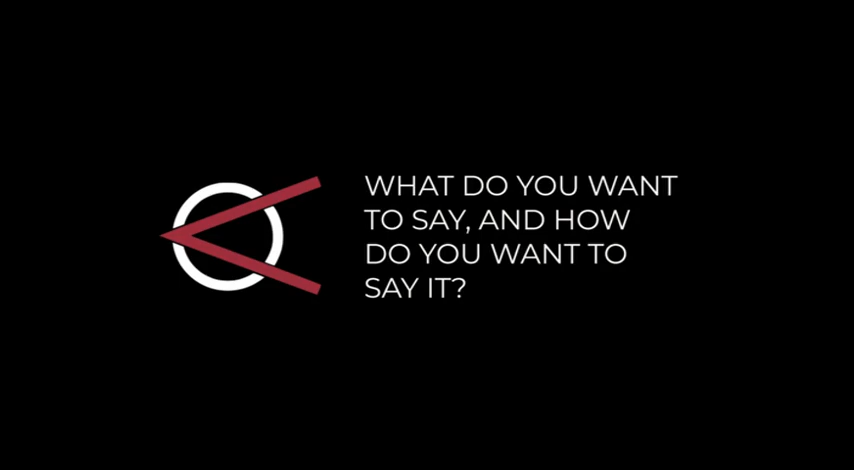 WHAT DO YOU WANT
TO SAY, AND HOW
DO YOU WANT TO
SAY IT?